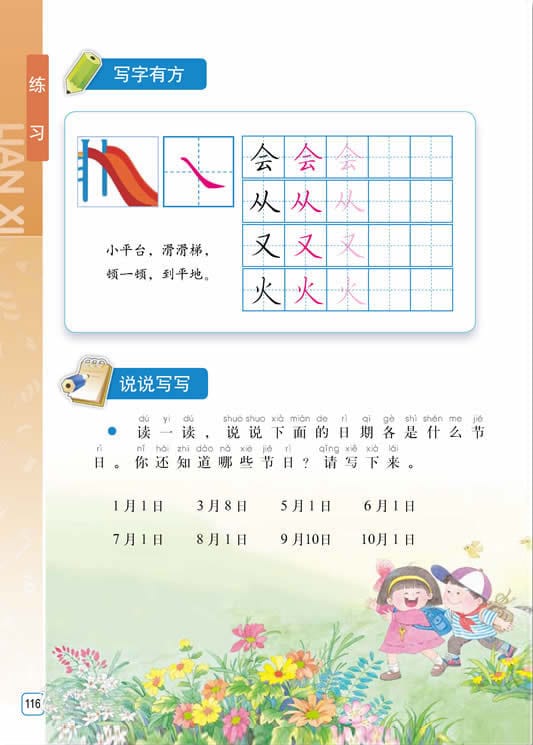 写字有方
练
习
LIAN XI
会 会 会
从 从 从
又 又 又
火 火 火
小平台，滑滑梯，
顿一顿，到平地。
说说写写
dú yi dú shuō shuo xià miàn de rì qī gè shì shén me jié
读一读，说说下面的日期各是什么节
rì nǐ hái zhī dào nǎ xiē jié rì qǐng xiě xià lái
日。你还知道哪些节日？请写下来。
1月1日 3月8日 5月1日 6月1日
7月1日 8月1日 9月10日 10月1日
116